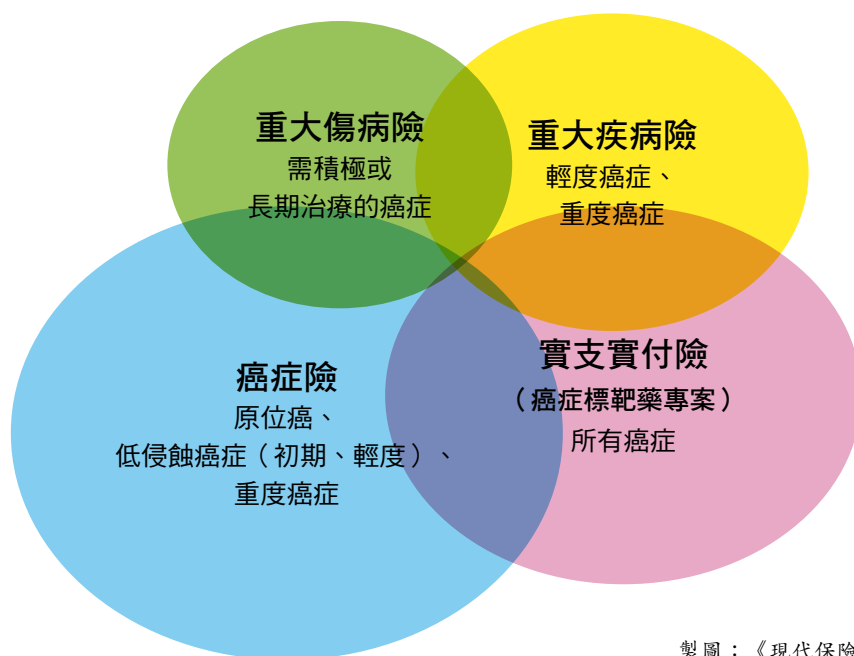 重大傷病險
需積極或
長期治療的癌症
重大疾病險
輕度癌症、
重度癌症
癌症險
原位癌、
低侵蝕癌症（初期、輕度）、
重度癌症
實支實付險
（癌症標靶藥專案）
所有癌症
製圖：《現代保險